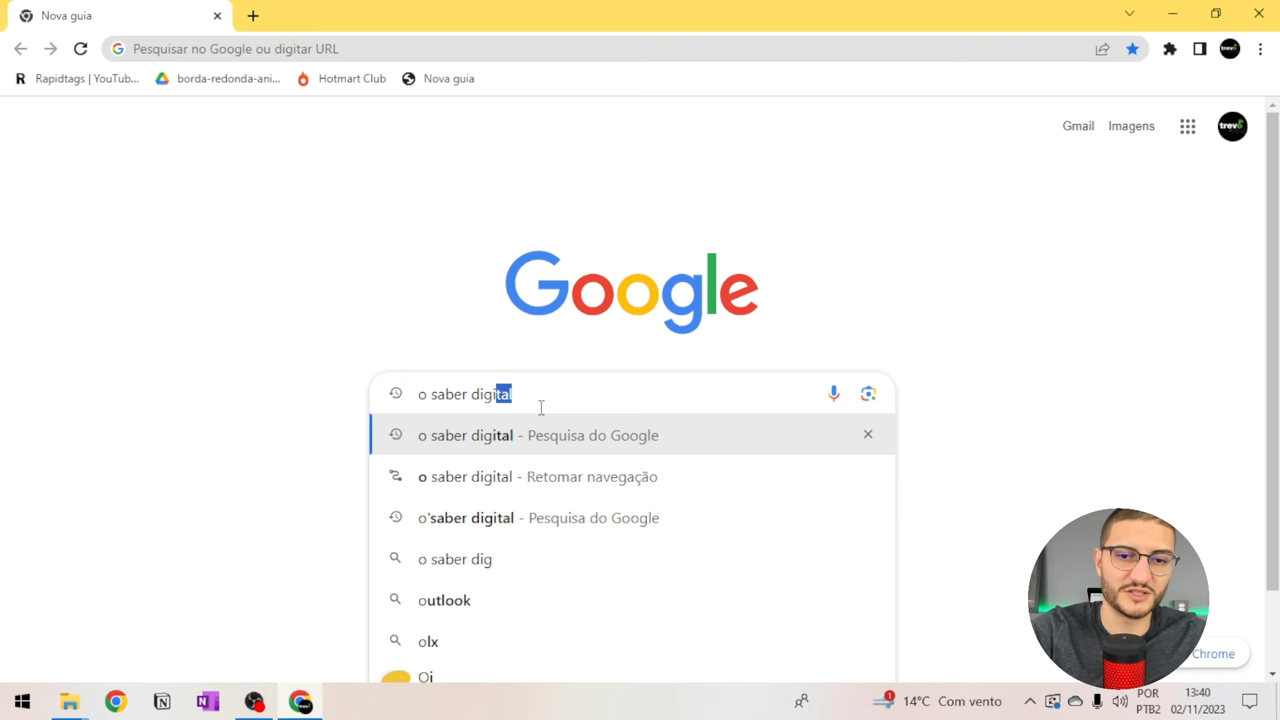 Nova guia
Pesquisar no Google ou digitar URL
Rapidtags | YouTub...
borda-redonda-ani...
Hotmart Club
Nova guia
Gmail
Imagens
trevo
Google
o saber digital
o saber digital - Pesquisa do Google
o saber digital - Retomar navegação
o'saber digital - Pesquisa do Google
o saber dig
outlook
olx
Oi
Chrome
1
14°C Com vento
POR
PTB2
13:40
02/11/2023